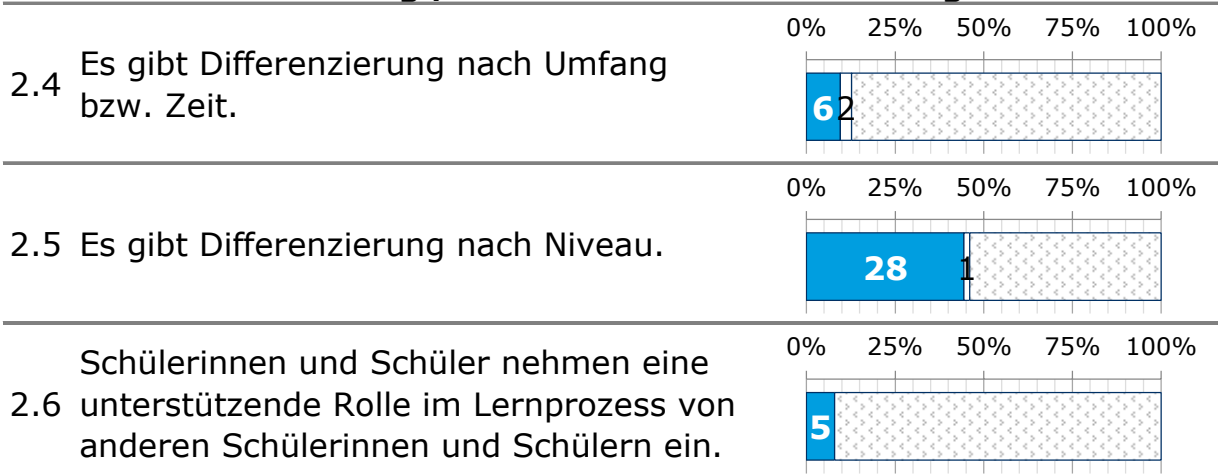 0% 25% 50% 75% 100%
2.4 Es gibt Differenzierung nach Umfang
bzw. Zeit.
6 2
0% 25% 50% 75% 100%
2.5 Es gibt Differenzierung nach Niveau.
28 1
0% 25% 50% 75% 100%
Schülerinnen und Schüler nehmen eine
2.6 unterstützende Rolle im Lernprozess von
anderen Schülerinnen und Schülern ein.
5